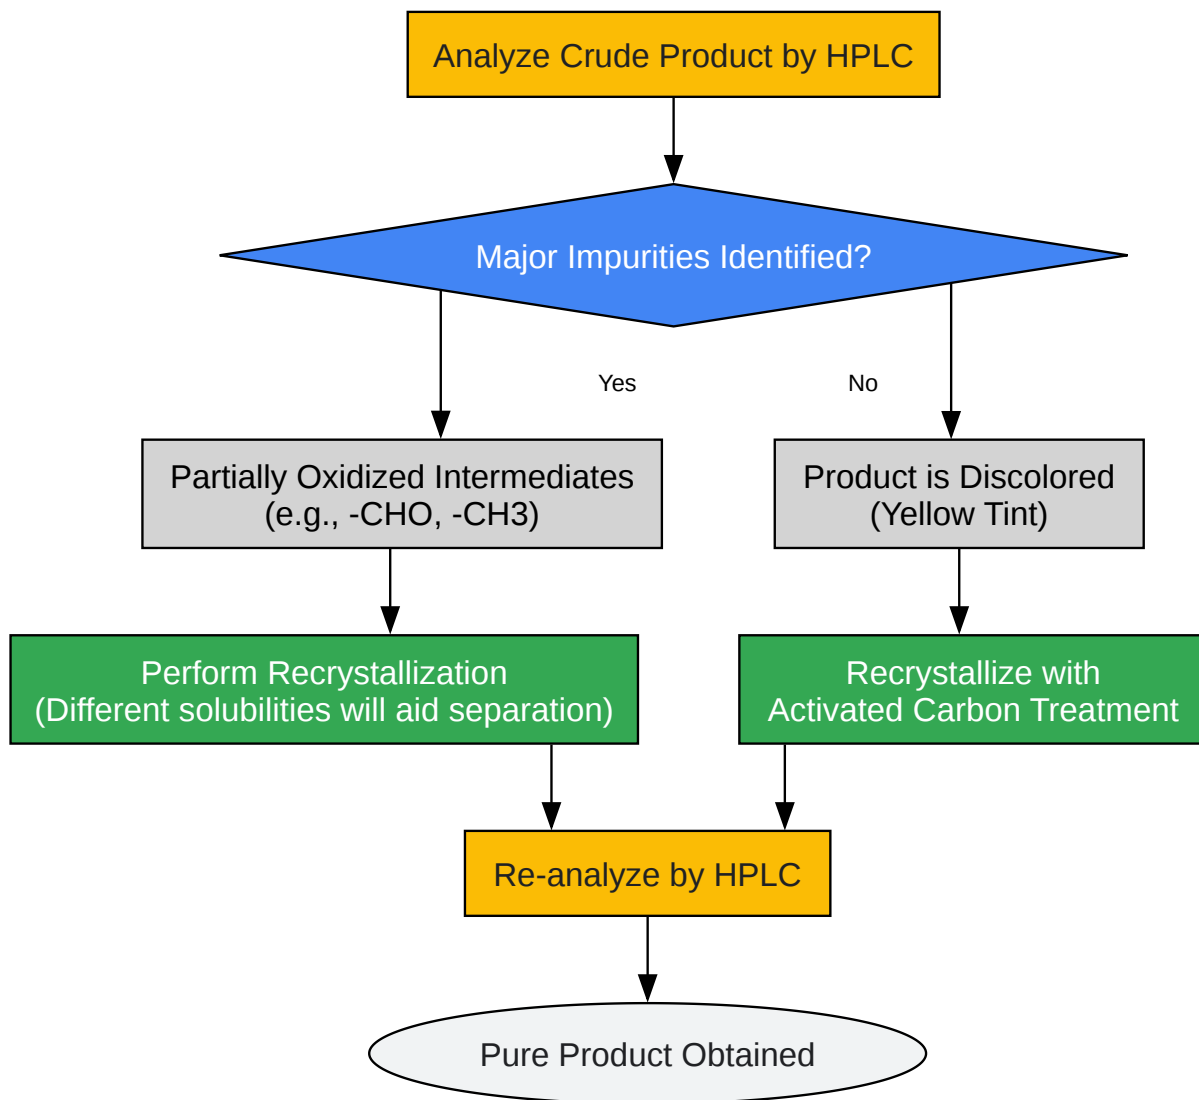 Analyze Crude Product by HPLC
Major Impurities Identified?
Yes
No
Partially Oxidized Intermediates
(e.g., -CHO, -CH3)
Product is Discolored
(Yellow Tint)
Perform Recrystallization
(Different solubilities will aid separation)
Recrystallize with
Activated Carbon Treatment
Re-analyze by HPLC
Pure Product Obtained